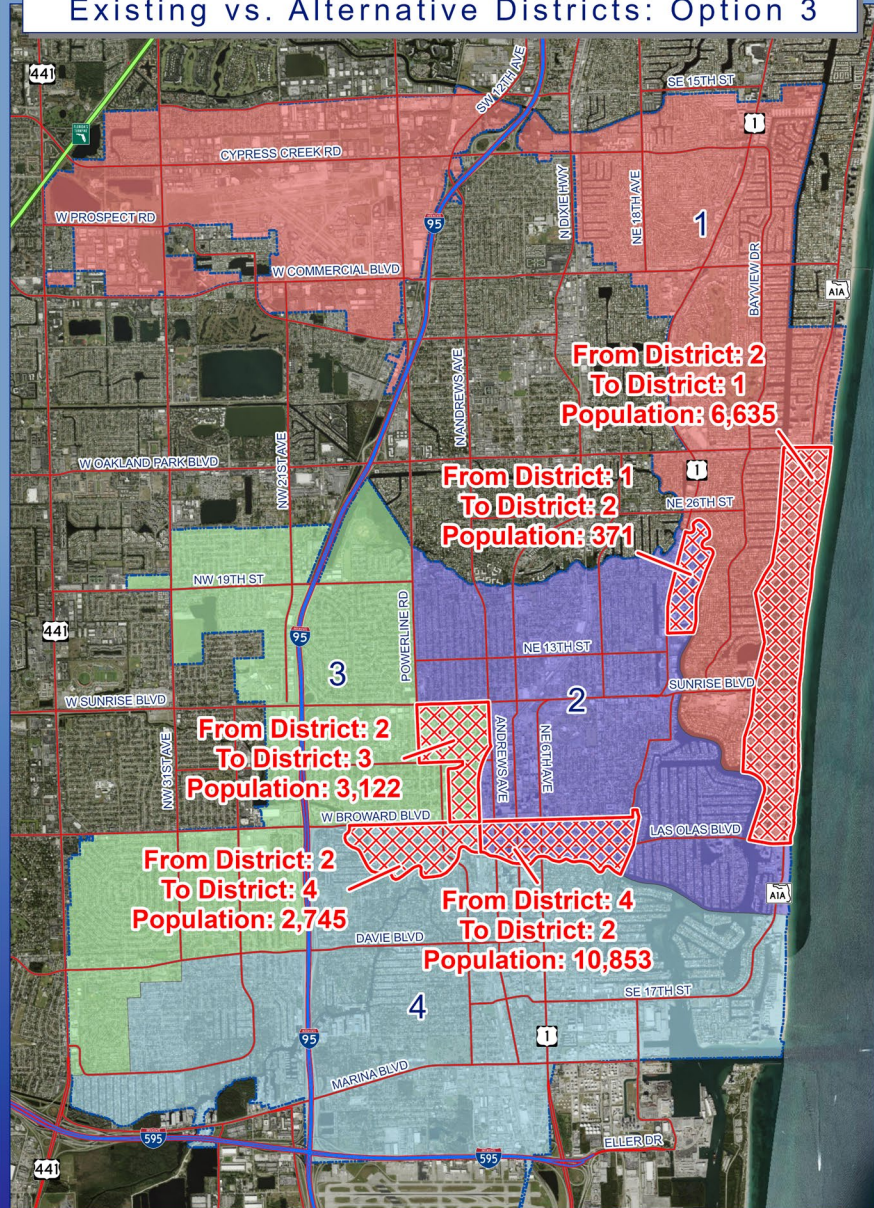 Existing vs. Alternative Districts: Option 3
441
SW 12TH AVE
SE 15TH ST
1
CYPRESS CREEK RD
N DIXIE HWY
NE 18TH AVE
W PROSPECT RD
95
1
BAYVIEW DR
W COMMERCIAL BLVD
A1A
N ANDREWS AVE
From District: 2
To District: 1
Population: 6,635
NW 21ST AVE
W OAKLAND PARK BLVD
1
From District: 1
To District: 2
Population: 371
NE 26TH ST
NW 19TH ST
POWERLINE RD
441
95
NE 13TH ST
3
2
SUNRISE BLVD
W SUNRISE BLVD
NW 31ST AVE
ANDREWS AVE
NE 6TH AVE
From District: 2
To District: 3
Population: 3,122
W BROWARD BLVD
LAS OLAS BLVD
From District: 2
To District: 4
Population: 2,745
From District: 4
To District: 2
Population: 10,853
A1A
DAVIE BLVD
SE 17TH ST
4
95
1
MARINA BLVD
595
595
ELLER DR
441